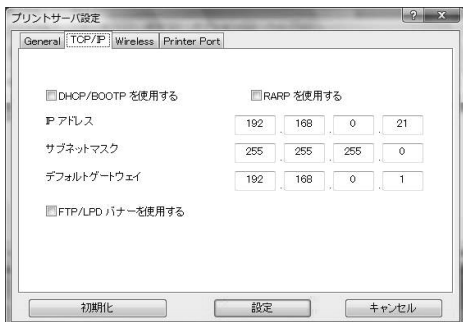 プリントサーバ設定
General TCP/IP Wireless Printer Port
DHCP/BOOTP を使用する RARP を使用する
IP アドレス 192 . 168 . 0 . 21
サブネットマスク 255 . 255 . 255 . 0
デフォルトゲートウェイ 192 . 168 . 0 . 1
FTP/LPD バナーを使用する
初期化 設定 キャンセル